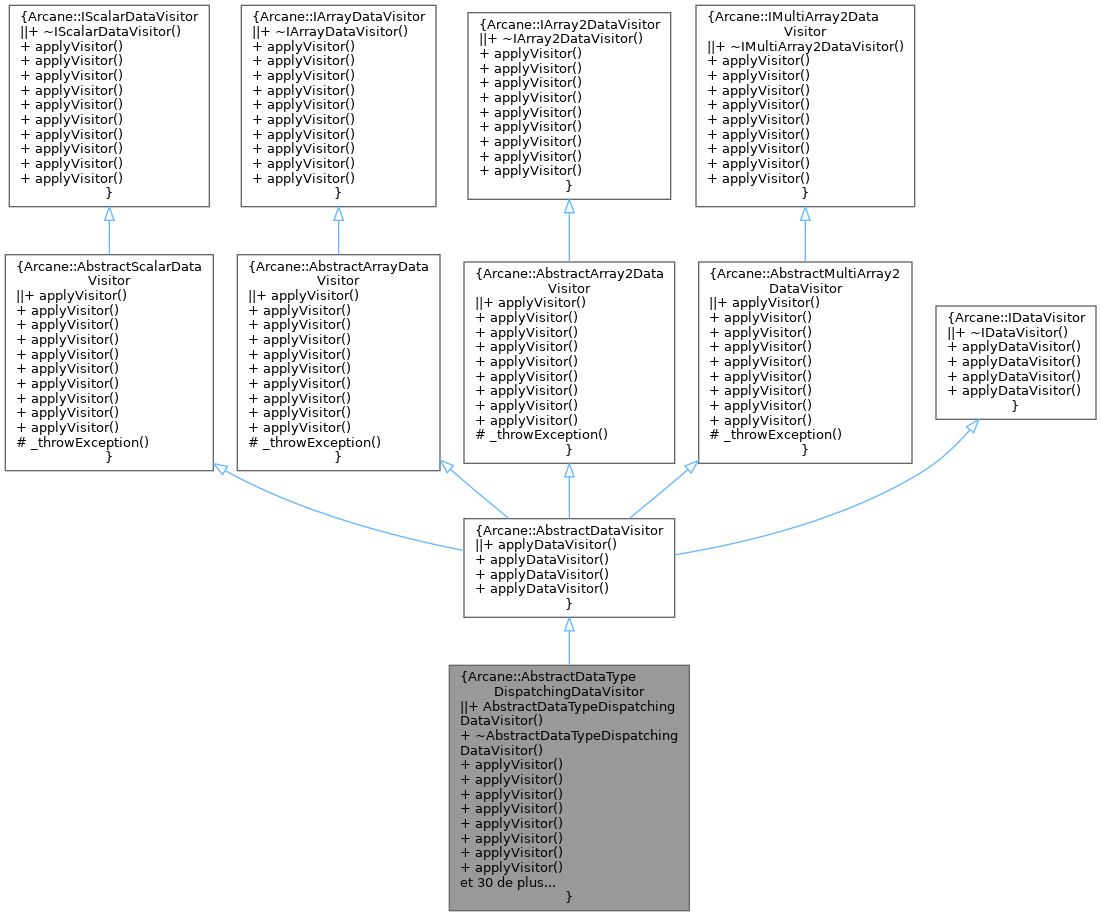 {Arcane::IScalarDataVisitor
||+ ~IScalarDataVisitor()
+ applyVisitor()
+ applyVisitor()
+ applyVisitor()
+ applyVisitor()
+ applyVisitor()
+ applyVisitor()
+ applyVisitor()
+ applyVisitor()
+ applyVisitor()
+ applyVisitor()
}
{Arcane::IArrayDataVisitor
||+ ~IArrayDataVisitor()
+ applyVisitor()
+ applyVisitor()
+ applyVisitor()
+ applyVisitor()
+ applyVisitor()
+ applyVisitor()
+ applyVisitor()
+ applyVisitor()
+ applyVisitor()
+ applyVisitor()
}
{Arcane::IArray2DataVisitor
||+ ~IArray2DataVisitor()
+ applyVisitor()
+ applyVisitor()
+ applyVisitor()
+ applyVisitor()
+ applyVisitor()
+ applyVisitor()
+ applyVisitor()
+ applyVisitor()
+ applyVisitor()
}
{Arcane::IMultiArray2Data
Visitor
||+ ~IMultiArray2DataVisitor()
+ applyVisitor()
+ applyVisitor()
+ applyVisitor()
+ applyVisitor()
+ applyVisitor()
+ applyVisitor()
+ applyVisitor()
+ applyVisitor()
+ applyVisitor()
}
{Arcane::AbstractScalarData
Visitor
||+ applyVisitor()
+ applyVisitor()
+ applyVisitor()
+ applyVisitor()
+ applyVisitor()
+ applyVisitor()
+ applyVisitor()
+ applyVisitor()
+ applyVisitor()
+ applyVisitor()
# _throwException()
}
{Arcane::AbstractArrayData
Visitor
||+ applyVisitor()
+ applyVisitor()
+ applyVisitor()
+ applyVisitor()
+ applyVisitor()
+ applyVisitor()
+ applyVisitor()
+ applyVisitor()
+ applyVisitor()
+ applyVisitor()
# _throwException()
}
{Arcane::AbstractArray2Data
Visitor
||+ applyVisitor()
+ applyVisitor()
+ applyVisitor()
+ applyVisitor()
+ applyVisitor()
+ applyVisitor()
+ applyVisitor()
+ applyVisitor()
+ applyVisitor()
# _throwException()
}
{Arcane::AbstractMultiArray2
DataVisitor
||+ applyVisitor()
+ applyVisitor()
+ applyVisitor()
+ applyVisitor()
+ applyVisitor()
+ applyVisitor()
+ applyVisitor()
+ applyVisitor()
+ applyVisitor()
# _throwException()
}
{Arcane::IDataVisitor
||+ ~IDataVisitor()
+ applyDataVisitor()
+ applyDataVisitor()
+ applyDataVisitor()
+ applyDataVisitor()
}
{Arcane::AbstractDataVisitor
||+ applyDataVisitor()
+ applyDataVisitor()
+ applyDataVisitor()
+ applyDataVisitor()
}
{Arcane::AbstractDataType
DispatchingDataVisitor
||+ AbstractDataTypeDispatching
DataVisitor()
+ ~AbstractDataTypeDispatching
DataVisitor()
+ applyVisitor()
+ applyVisitor()
+ applyVisitor()
+ applyVisitor()
+ applyVisitor()
+ applyVisitor()
+ applyVisitor()
+ applyVisitor()
et 30 de plus...
}